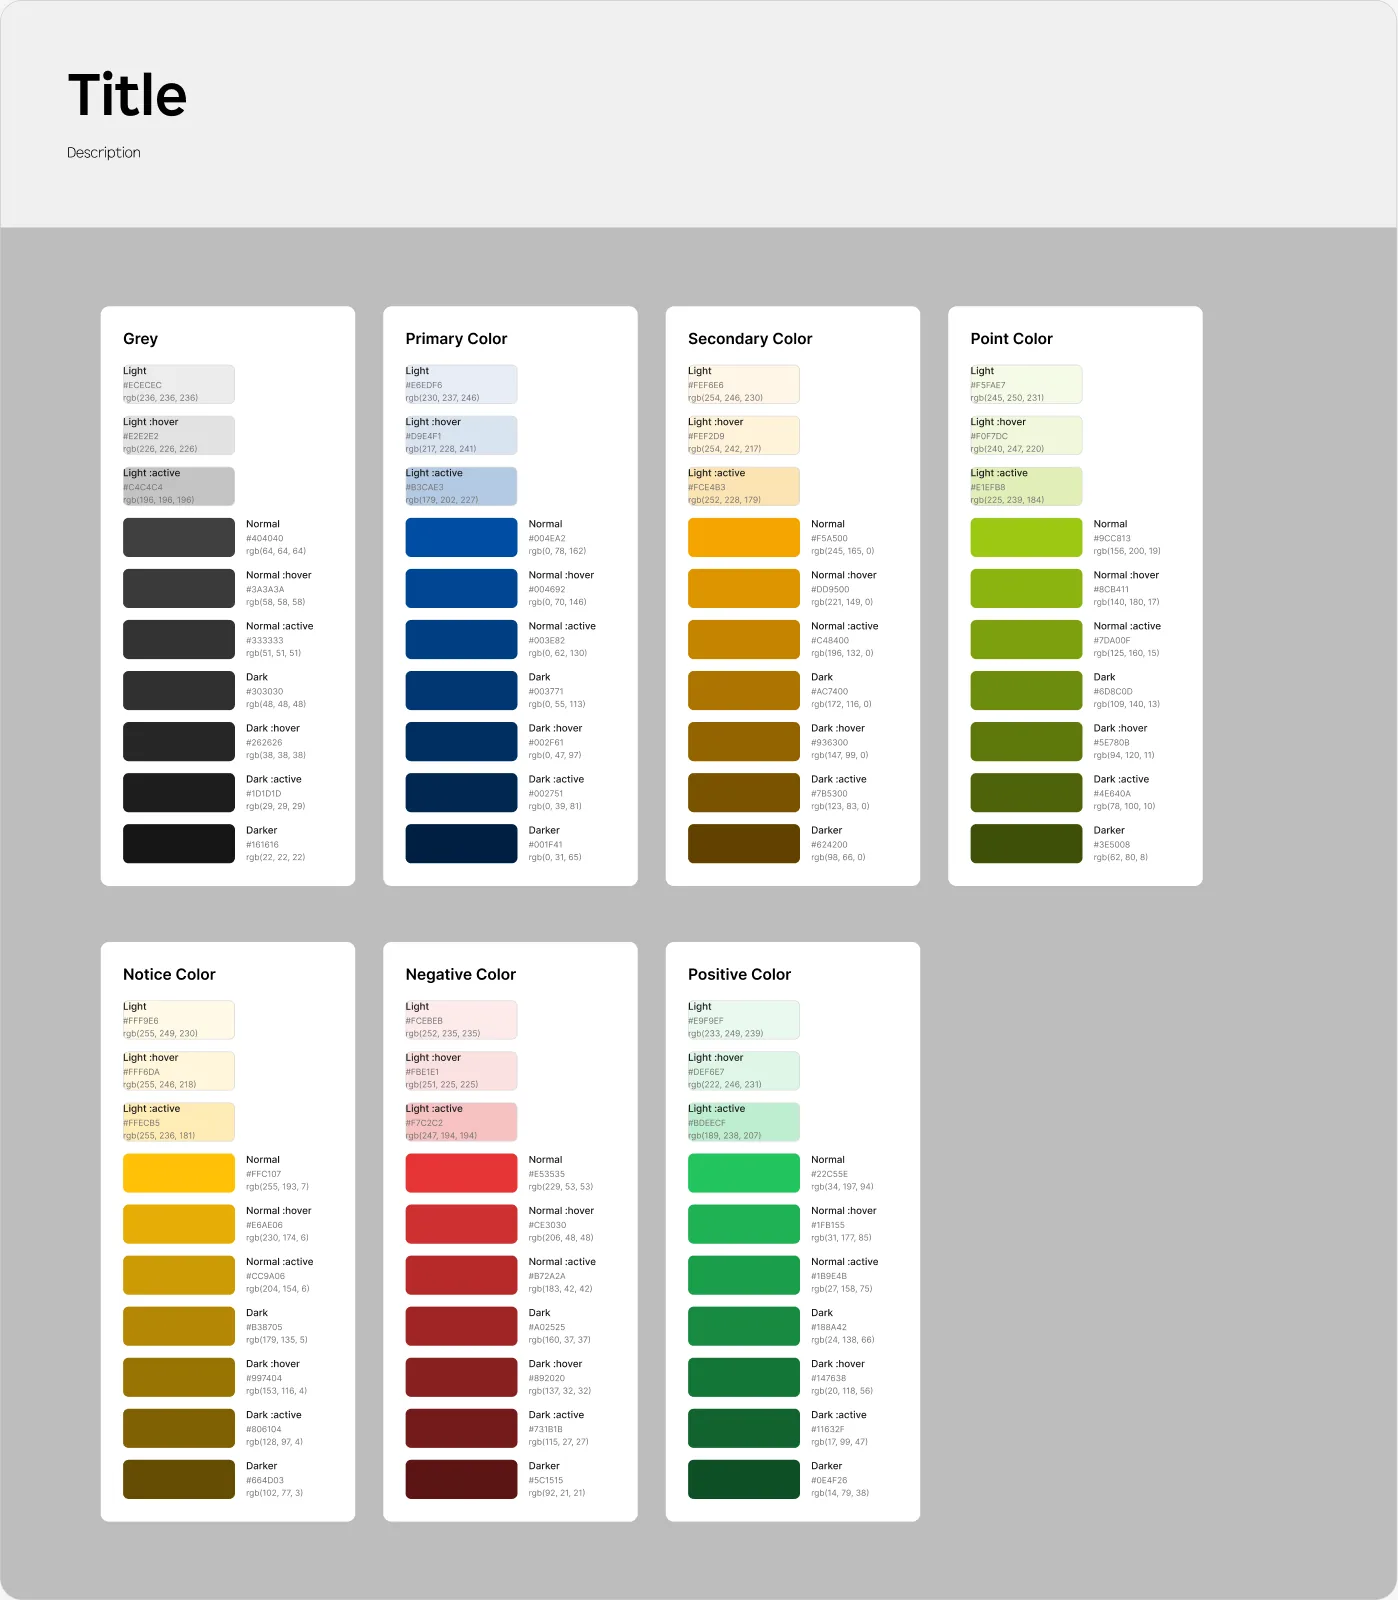 Title
Description
Grey
Light
#ECECEC
rgb(236, 236, 236)
Light :hover
#E2E2E2
rgb(226, 226, 226)
Light :active
#C4C4C4
rgb(196, 196, 196)
Normal
#404040
rgb(64, 64, 64)
Normal :hover
#3A3A3A
rgb(58, 58, 58)
Normal :active
#333333
rgb(51, 51, 51)
Dark
#303030
rgb(48, 48, 48)
Dark :hover
#262626
rgb(38, 38, 38)
Dark :active
#1D1D1D
rgb(29, 29, 29)
Darker
#161616
rgb(22, 22, 22)
Primary Color
Light
#E6EDF6
rgb(230, 237, 246)
Light :hover
#D9E4F1
rgb(217, 228, 241)
Light :active
#B3CAE3
rgb(179, 202, 227)
Normal
#004EA2
rgb(0, 78, 162)
Normal :hover
#004692
rgb(0, 70, 146)
Normal :active
#003E82
rgb(0, 62, 130)
Dark
#003771
rgb(0, 55, 113)
Dark :hover
#002F61
rgb(0, 47, 97)
Dark :active
#002751
rgb(0, 39, 81)
Darker
#001F41
rgb(0, 31, 65)
Secondary Color
Light
#FEF6E6
rgb(254, 246, 230)
Light :hover
#FEF2D9
rgb(254, 242, 217)
Light :active
#FCE4B3
rgb(252, 228, 179)
Normal
#F5A500
rgb(245, 165, 0)
Normal :hover
#DD9500
rgb(221, 149, 0)
Normal :active
#C48400
rgb(196, 132, 0)
Dark
#AC7400
rgb(172, 116, 0)
Dark :hover
#936300
rgb(147, 99, 0)
Dark :active
#7B5300
rgb(123, 83, 0)
Darker
#624200
rgb(98, 66, 0)
Point Color
Light
#F5FAE7
rgb(245, 250, 231)
Light :hover
#F0F7DC
rgb(240, 247, 220)
Light :active
#E1EFB8
rgb(225, 239, 184)
Normal
#9CC813
rgb(156, 200, 19)
Normal :hover
#8CB411
rgb(140, 180, 17)
Normal :active
#7DA00F
rgb(125, 160, 15)
Dark
#6D8C0D
rgb(109, 140, 13)
Dark :hover
#5E780B
rgb(94, 120, 11)
Dark :active
#4E640A
rgb(78, 100, 10)
Darker
#3E5008
rgb(62, 80, 8)
Notice Color
Light
#FFF9E6
rgb(255, 249, 230)
Light :hover
#FFF6DA
rgb(255, 246, 218)
Light :active
#FFECB5
rgb(255, 236, 181)
Normal
#FFC107
rgb(255, 193, 7)
Normal :hover
#E6AE06
rgb(230, 174, 6)
Normal :active
#CC9A06
rgb(204, 154, 6)
Dark
#B38705
rgb(179, 135, 5)
Dark :hover
#997404
rgb(153, 116, 4)
Dark :active
#806104
rgb(128, 97, 4)
Darker
#664D03
rgb(102, 77, 3)
Negative Color
Light
#FCEBEB
rgb(252, 235, 235)
Light :hover
#FBE1E1
rgb(251, 225, 225)
Light :active
#F7C2C2
rgb(247, 194, 194)
Normal
#E53535
rgb(229, 53, 53)
Normal :hover
#CE3030
rgb(206, 48, 48)
Normal :active
#B72A2A
rgb(183, 42, 42)
Dark
#A02525
rgb(160, 37, 37)
Dark :hover
#892020
rgb(137, 32, 32)
Dark :active
#731B1B
rgb(115, 27, 27)
Darker
#5C1515
rgb(92, 21, 21)
Positive Color
Light
#E9F9EF
rgb(233, 249, 239)
Light :hover
#DEF6E7
rgb(222, 246, 231)
Light :active
#BDEECF
rgb(189, 238, 207)
Normal
#22C55E
rgb(34, 197, 94)
Normal :hover
#1FB155
rgb(31, 177, 85)
Normal :active
#1B9E4B
rgb(27, 158, 75)
Dark
#188A42
rgb(24, 138, 66)
Dark :hover
#147638
rgb(20, 118, 56)
Dark :active
#11632F
rgb(17, 99, 47)
Darker
#0E4F26
rgb(14, 79, 38)